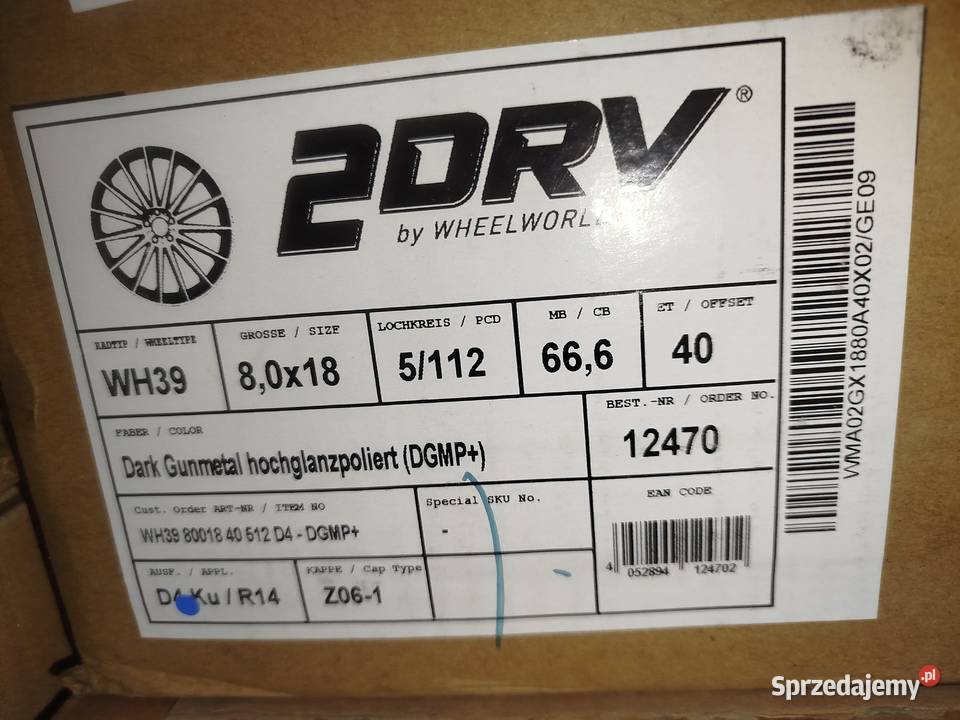 2DRV®
by WHEELWORLD
RADTYP / WHEELTYPE
WH39
GROSSE / SIZE
8,0x18
LOCHKREIS / PCD
5/112
MB / CB
66,6
ET / OFFSET
40
FARBE / COLOR
Dark Gunmetal hochglanzpoliert (DGMP+)
BEST.-NR / ORDER NO.
12470
Cust. Order ART-NR / ITEM NO
WH39 80018 40 512 D4 - DGMP+
Special SKU No.
-
EAN CODE
4 052894 124702
AUSF. / APPL.
D4 Ku / R14
KAPPE / Cap Type
Z06-1
WMA02GX1880A40X02/GE09
Sprzedajemy.pl